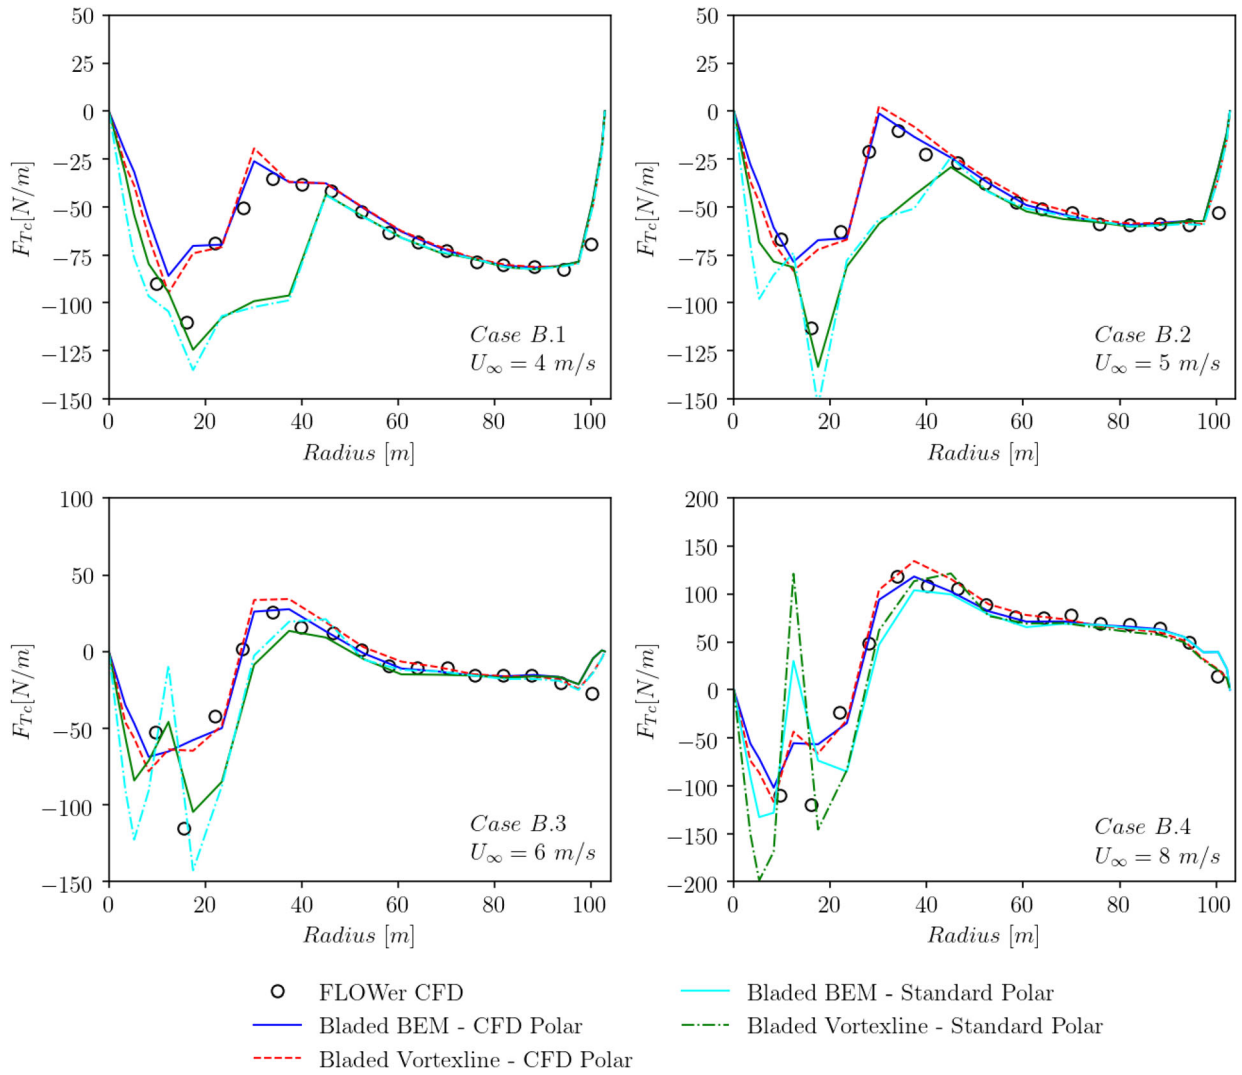 50
25
0
−25
−50
−75
−100
−125
−150
F_{Tc}[N/m]
0 20 40 60 80 100
Radius [m]
Case B.1
U_∞ = 4 m/s
50
25
0
−25
−50
−75
−100
−125
−150
F_{Tc}[N/m]
0 20 40 60 80 100
Radius [m]
Case B.2
U_∞ = 5 m/s
100
50
0
−50
−100
−150
F_{Tc}[N/m]
0 20 40 60 80 100
Radius [m]
Case B.3
U_∞ = 6 m/s
200
150
100
50
0
−50
−100
−150
−200
F_{Tc}[N/m]
0 20 40 60 80 100
Radius [m]
Case B.4
U_∞ = 8 m/s
FLOWer CFD
Bladed BEM - CFD Polar
Bladed Vortexline - CFD Polar
Bladed BEM - Standard Polar
Bladed Vortexline - Standard Polar